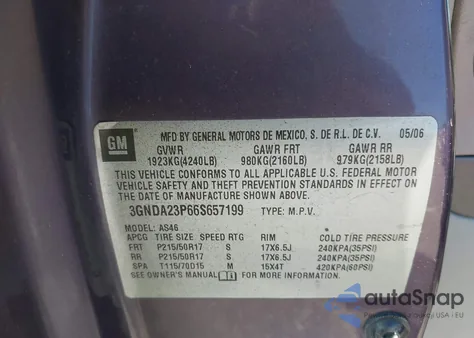 GM
MFD BY GENERAL MOTORS DE MEXICO, S. DE R.L. DE C.V. 05/06
GVWR GAWR FRT GAWR RR
1923KG(4240LB) 980KG(2160LB) 979KG(2158LB)
THIS VEHICLE CONFORMS TO ALL APPLICABLE U.S. FEDERAL MOTOR
VEHICLE SAFETY AND THEFT PREVENTION STANDARDS IN EFFECT ON
THE DATE OF MANUFACTURE SHOWN ABOVE.
3GNDA23P66S657199 TYPE: M.P.V.
MODEL: AS46
APCG TIRE SIZE SPEED RTG RIM COLD TIRE PRESSURE
FRT P215/50R17 S 17X6.5J 240KPA(35PSI)
RR P215/50R17 S 17X6.5J 240KPA(35PSI)
SPA T115/70D15 M 15X4T 420KPA(60PSI)
SEE OWNER'S MANUAL FOR MORE INFORMATION.
autoSnap